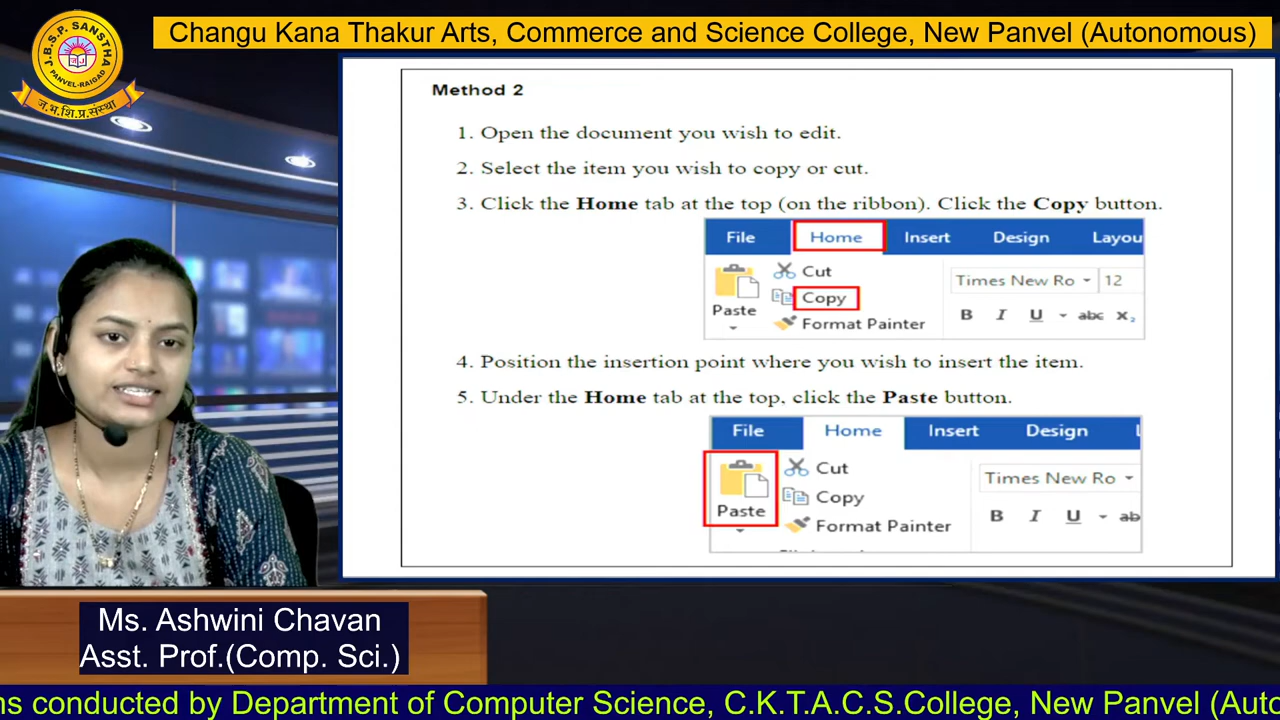 Changu Kana Thakur Arts, Commerce and Science College, New Panvel (Autonomous)
J.B.S.P. SANSTHA
PANVEL-RAIGAD
ज.भ.शि.प्र.संस्था
Method 2
1. Open the document you wish to edit.
2. Select the item you wish to copy or cut.
3. Click the Home tab at the top (on the ribbon). Click the Copy button.
File Home Insert Design Layou
Cut
Copy
Paste
Format Painter
Times New Ro 12
B I U abc x₂
4. Position the insertion point where you wish to insert the item.
5. Under the Home tab at the top, click the Paste button.
File Home Insert Design
Cut
Copy
Paste
Format Painter
Times New Ro
B I U ab
Ms. Ashwini Chavan
Asst. Prof.(Comp. Sci.)
ns conducted by Department of Computer Science, C.K.T.A.C.S.College, New Panvel (Auto